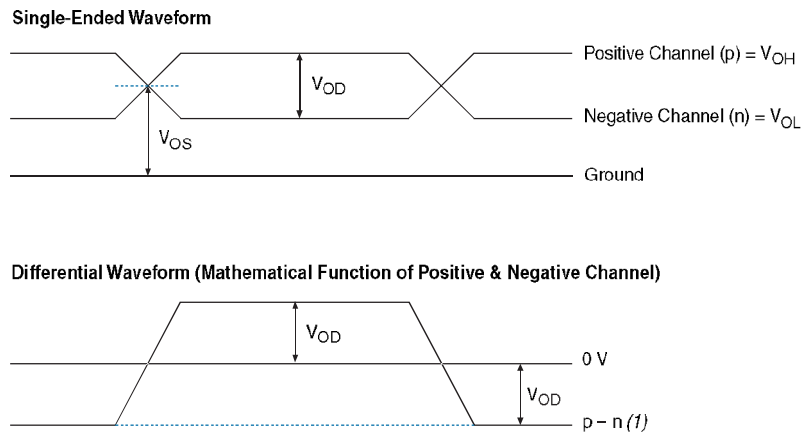 Single-Ended Waveform
Positive Channel (p) = VOH
VOD
Negative Channel (n) = VOL
VOS
Ground
Differential Waveform (Mathematical Function of Positive & Negative Channel)
VOD
0 V
VOD
p − n (1)